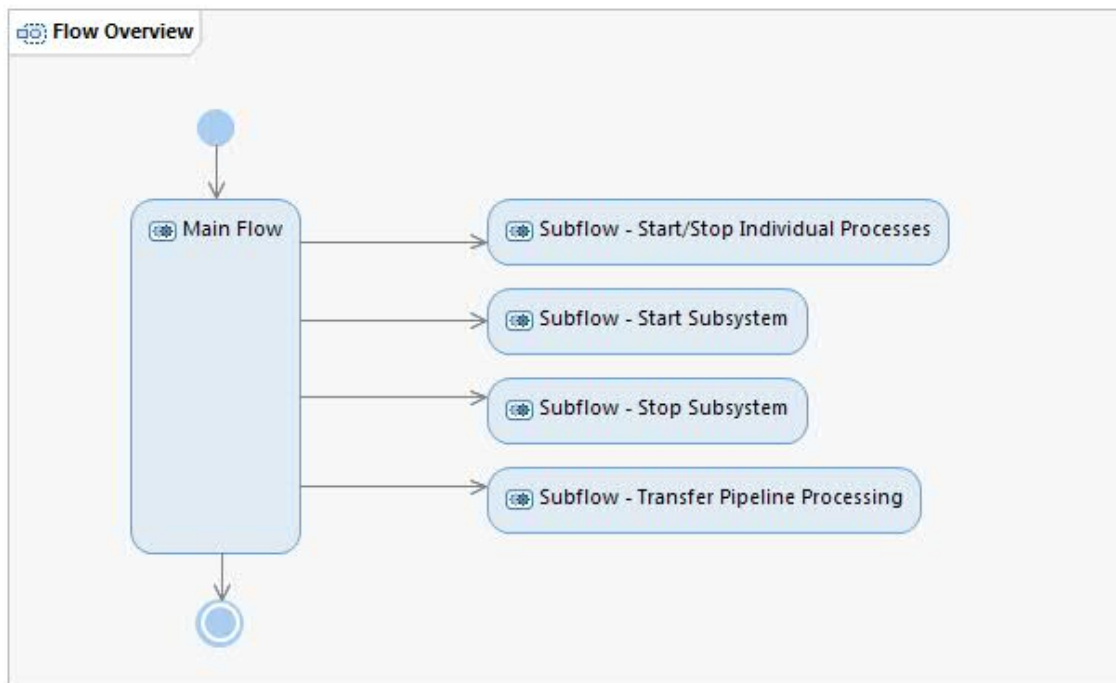 Flow Overview
Main Flow
Subflow - Start/Stop Individual Processes
Subflow - Start Subsystem
Subflow - Stop Subsystem
Subflow - Transfer Pipeline Processing